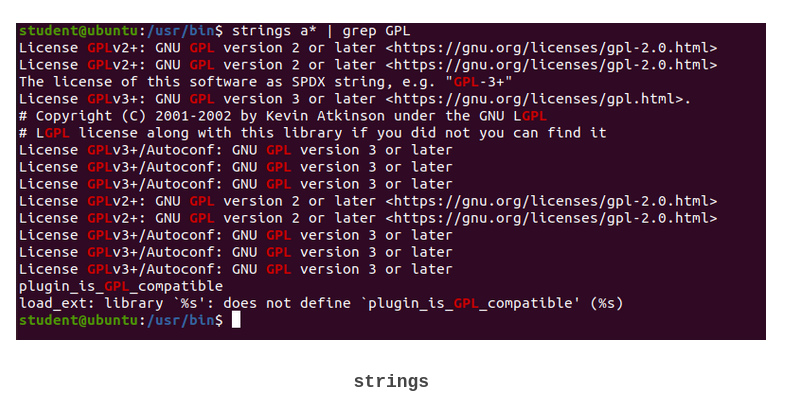 student@ubuntu:/usr/bin$ strings a* | grep GPL
License GPLv2+: GNU GPL version 2 or later <https://gnu.org/licenses/gpl-2.0.html>
License GPLv2+: GNU GPL version 2 or later <https://gnu.org/licenses/gpl-2.0.html>
The license of this software as SPDX string, e.g. "GPL-3+"
License GPLv3+: GNU GPL version 3 or later <https://gnu.org/licenses/gpl.html>.
# Copyright (C) 2001-2002 by Kevin Atkinson under the GNU LGPL
# LGPL license along with this library if you did not you can find it
License GPLv3+/Autoconf: GNU GPL version 3 or later
License GPLv3+/Autoconf: GNU GPL version 3 or later
License GPLv3+/Autoconf: GNU GPL version 3 or later
License GPLv2+: GNU GPL version 2 or later <https://gnu.org/licenses/gpl-2.0.html>
License GPLv2+: GNU GPL version 2 or later <https://gnu.org/licenses/gpl-2.0.html>
License GPLv3+/Autoconf: GNU GPL version 3 or later
License GPLv3+/Autoconf: GNU GPL version 3 or later
License GPLv3+/Autoconf: GNU GPL version 3 or later
plugin_is_GPL_compatible
load_ext: library `%s': does not define `plugin_is_GPL_compatible' (%s)
student@ubuntu:/usr/bin$
strings